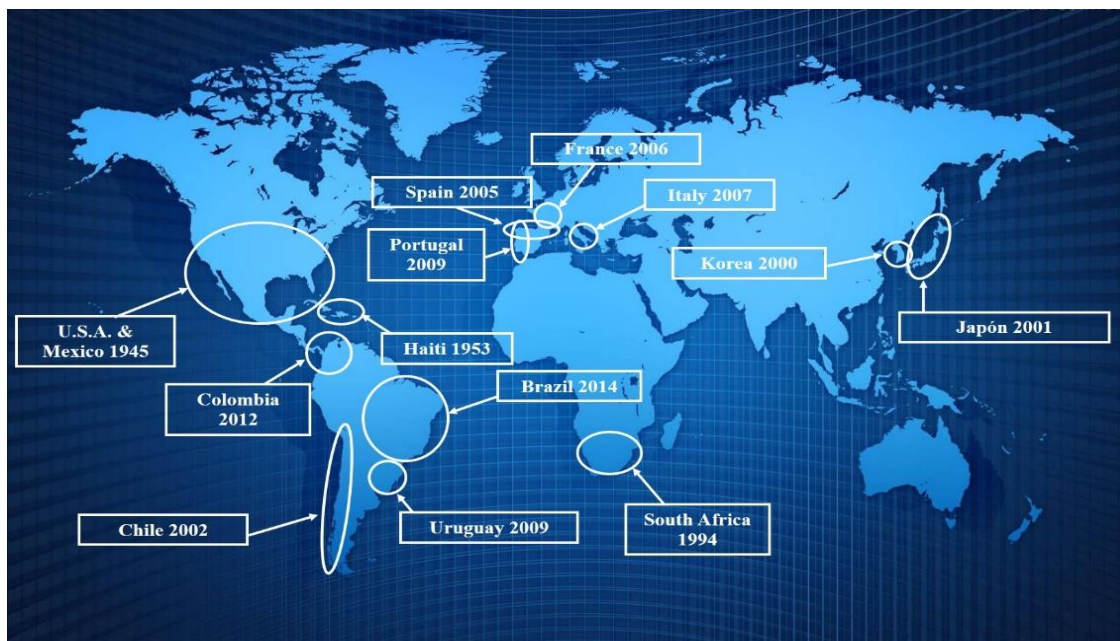 France 2006
Spain 2005
Italy 2007
Portugal
2009
Korea 2000
U.S.A. &
Mexico 1945
Haiti 1953
Japón 2001
Colombia
2012
Brazil 2014
Chile 2002
Uruguay 2009
South Africa
1994